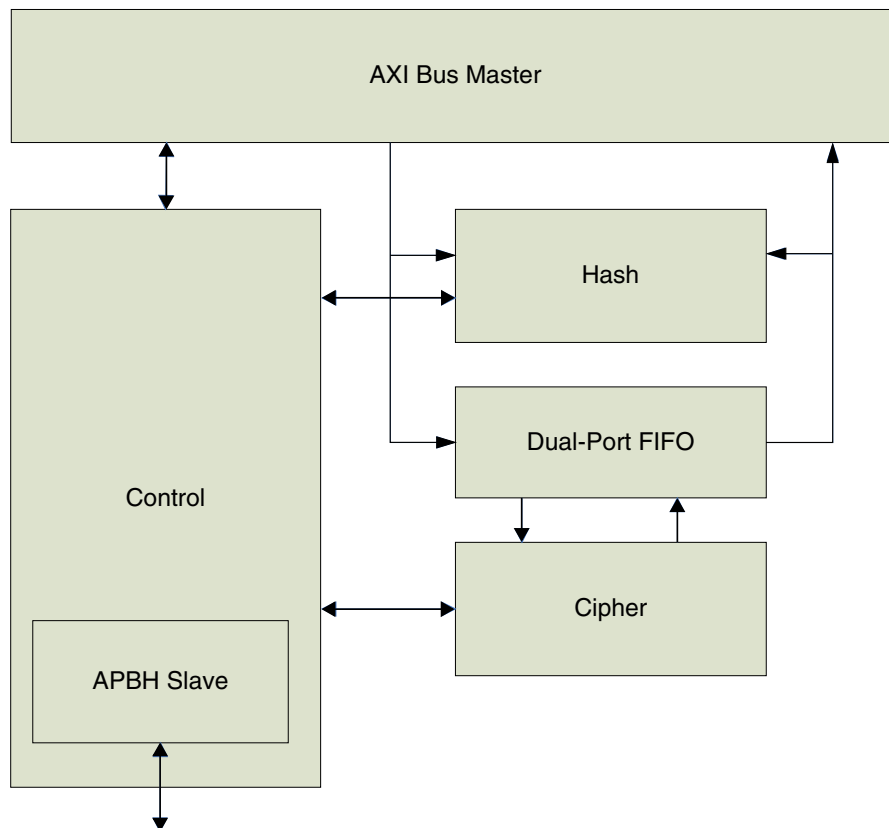 AXI Bus Master
Hash
Dual-Port FIFO
Control
Cipher
APBH Slave